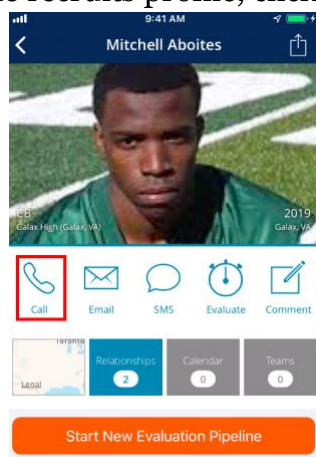 9:41 AM
Mitchell Aboites
CB
2019
Galax High (Galax, VA)
Galax, VA
Call
Email
SMS
Evaluate
Comment
Toronto
Legal
Relationships
2
Calendar
0
Teams
0
Start New Evaluation Pipeline